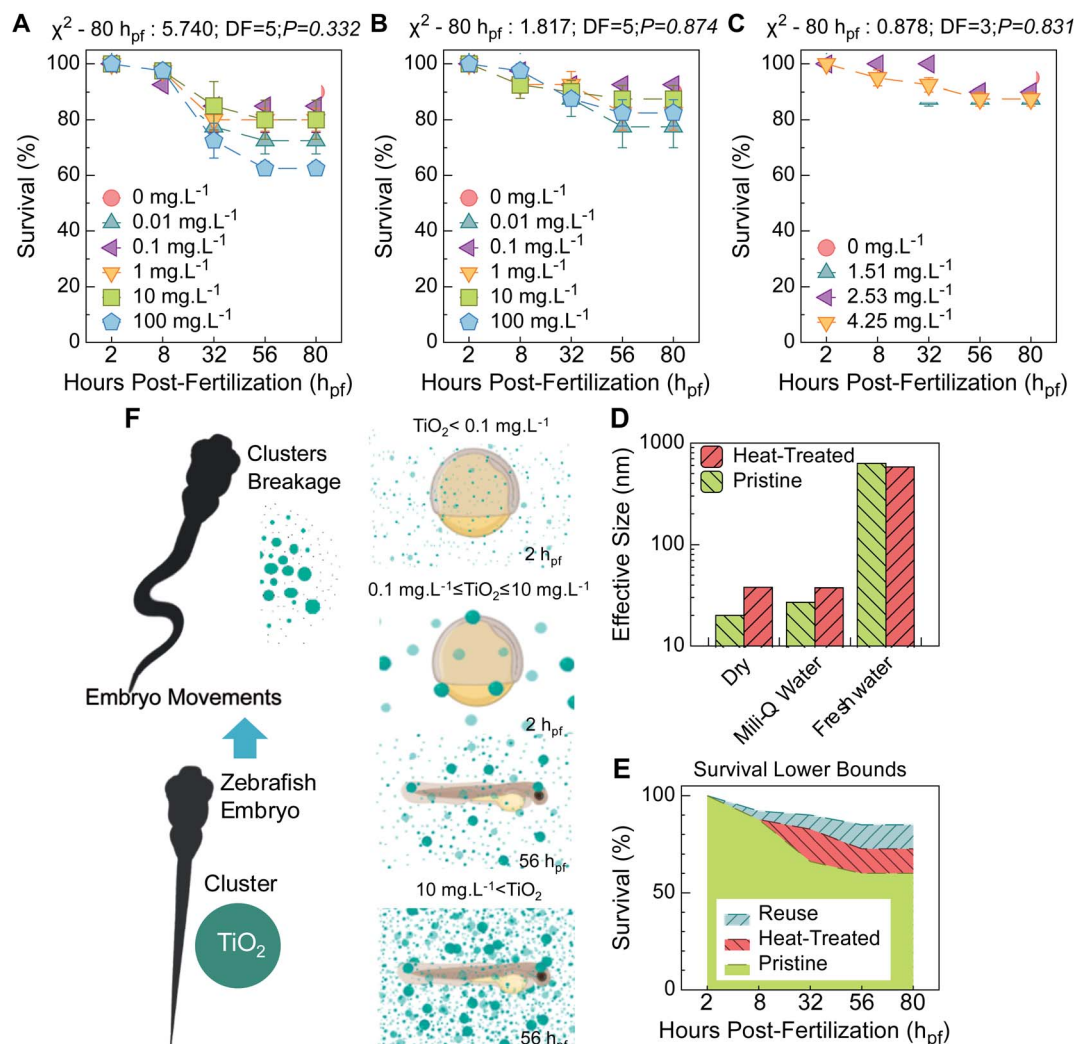 A
χ² - 80 hpf : 5.740; DF=5;P=0.332
Survival (%)
100
80
60
40
20
0
0 mg.L⁻¹
0.01 mg.L⁻¹
0.1 mg.L⁻¹
1 mg.L⁻¹
10 mg.L⁻¹
100 mg.L⁻¹
2 8 32 56 80
Hours Post-Fertilization (hpf)
B
χ² - 80 hpf : 1.817; DF=5;P=0.874
Survival (%)
100
80
60
40
20
0
0 mg.L⁻¹
0.01 mg.L⁻¹
0.1 mg.L⁻¹
1 mg.L⁻¹
10 mg.L⁻¹
100 mg.L⁻¹
2 8 32 56 80
Hours Post-Fertilization (hpf)
C
χ² - 80 hpf : 0.878; DF=3;P=0.831
Survival (%)
100
80
60
40
20
0
0 mg.L⁻¹
1.51 mg.L⁻¹
2.53 mg.L⁻¹
4.25 mg.L⁻¹
2 8 32 56 80
Hours Post-Fertilization (hpf)
F
Clusters
Breakage
Embryo Movements
Zebrafish
Embryo
Cluster
TiO₂
TiO₂< 0.1 mg.L⁻¹
2 hpf
0.1 mg.L⁻¹≤TiO₂≤10 mg.L⁻¹
2 hpf
56 hpf
10 mg.L⁻¹<TiO₂
56 hpf
D
Effective Size (nm)
1000
100
10
Heat-Treated
Pristine
Dry
Mili-Q Water
Freshwater
E
Survival Lower Bounds
Survival (%)
100
50
0
Reuse
Heat-Treated
Pristine
2 8 32 56 80
Hours Post-Fertilization (hpf)